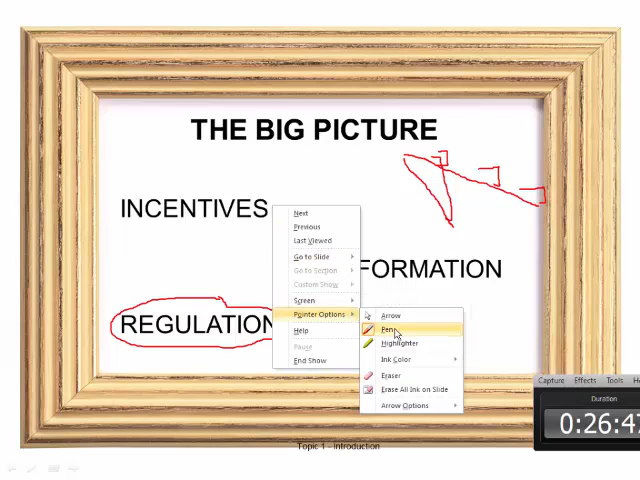 THE BIG PICTURE
INCENTIVES
FORMATION
REGULATION
Next
Previous
Last Viewed
Go to Slide
Go to Section
Custom Show
Screen
Pointer Options
Help
Pause
End Show
Arrow
Pen
Highlighter
Ink Color
Eraser
Erase All Ink on Slide
Arrow Options
Capture Effects Tools
Duration
0:26:47
Topic 1 - Introduction